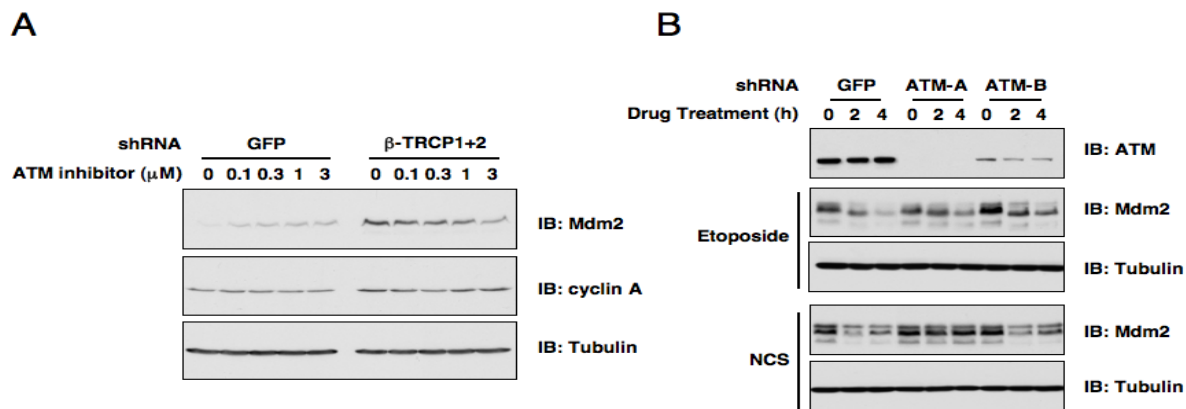 A
shRNA GFP β-TRCP1+2
ATM inhibitor (μM) 0 0.1 0.3 1 3 0 0.1 0.3 1 3
IB: Mdm2
IB: cyclin A
IB: Tubulin
B
shRNA GFP ATM-A ATM-B
Drug Treatment (h) 0 2 4 0 2 4 0 2 4
IB: ATM
Etoposide
IB: Mdm2
IB: Tubulin
NCS
IB: Mdm2
IB: Tubulin